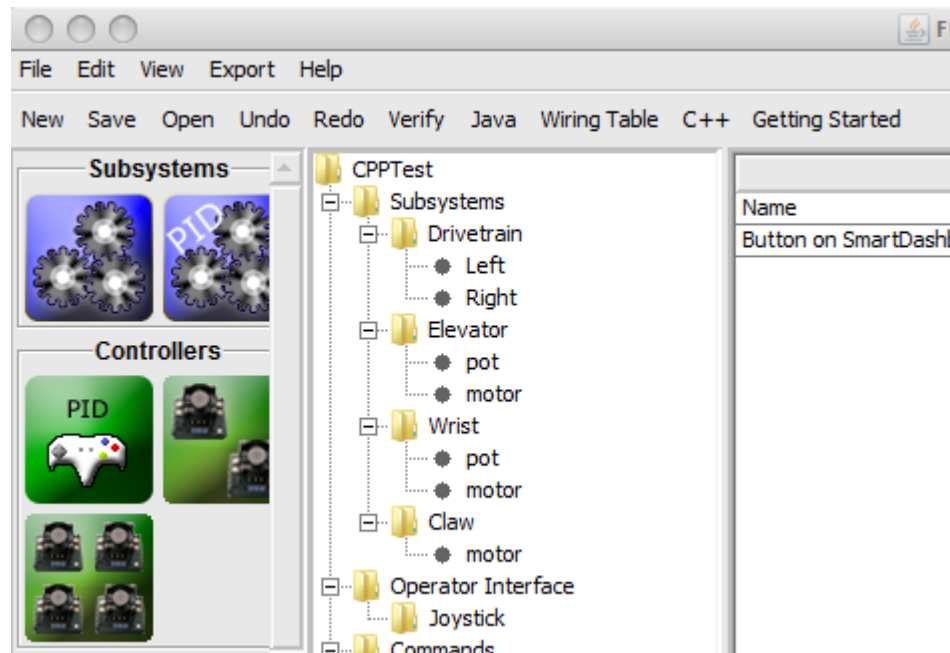 F
File Edit View Export Help
New Save Open Undo Redo Verify Java Wiring Table C++ Getting Started
Subsystems
PID
Controllers
PID
CPPTest
Subsystems
Drivetrain
Left
Right
Elevator
pot
motor
Wrist
pot
motor
Claw
motor
Operator Interface
Joystick
Commands
Name
Button on SmartDash